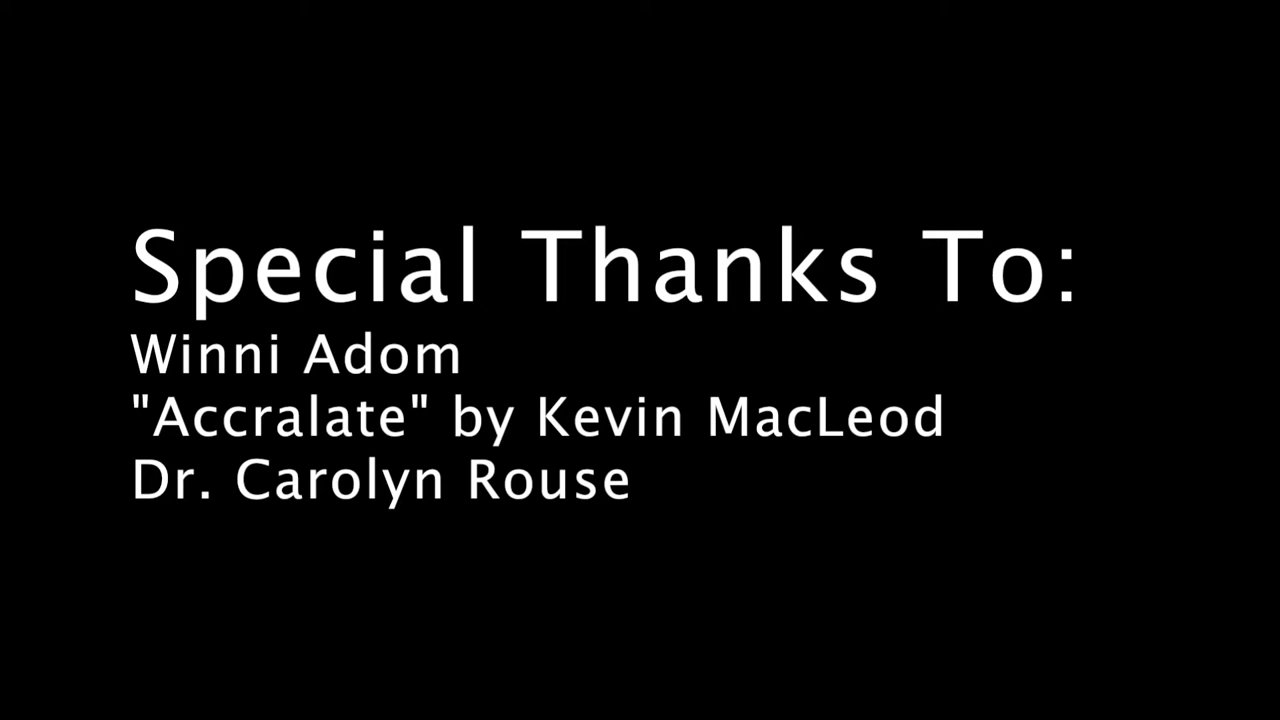 Special Thanks To:
Winni Adom
"Accralate" by Kevin MacLeod
Dr. Carolyn Rouse